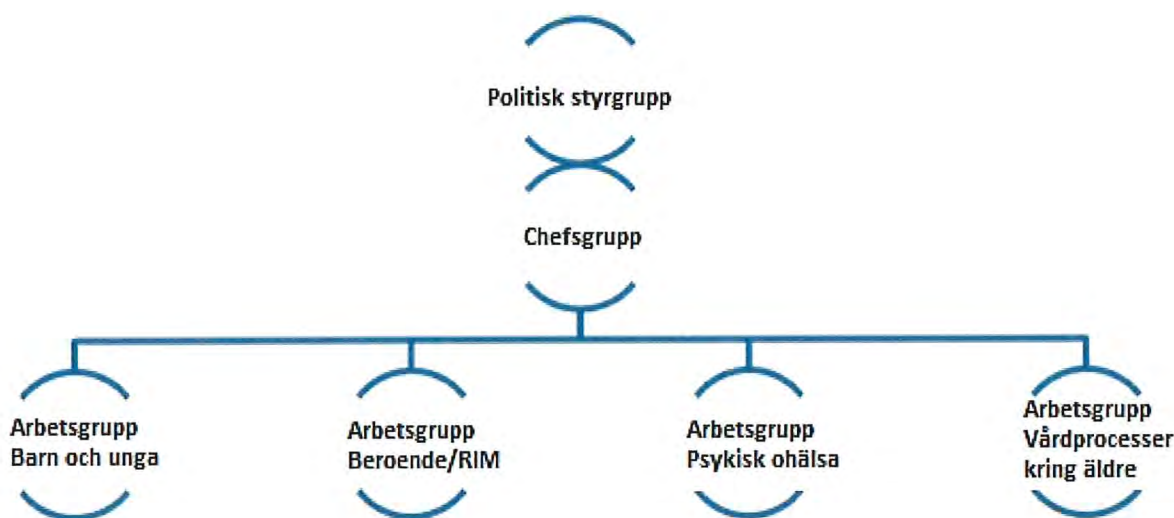 Politisk styrgrupp
Chefsgrupp
Arbetsgrupp
Barn och unga
Arbetsgrupp
Beroende/RIM
Arbetsgrupp
Psykisk ohälsa
Arbetsgrupp
Vårdprocesser
kring äldre